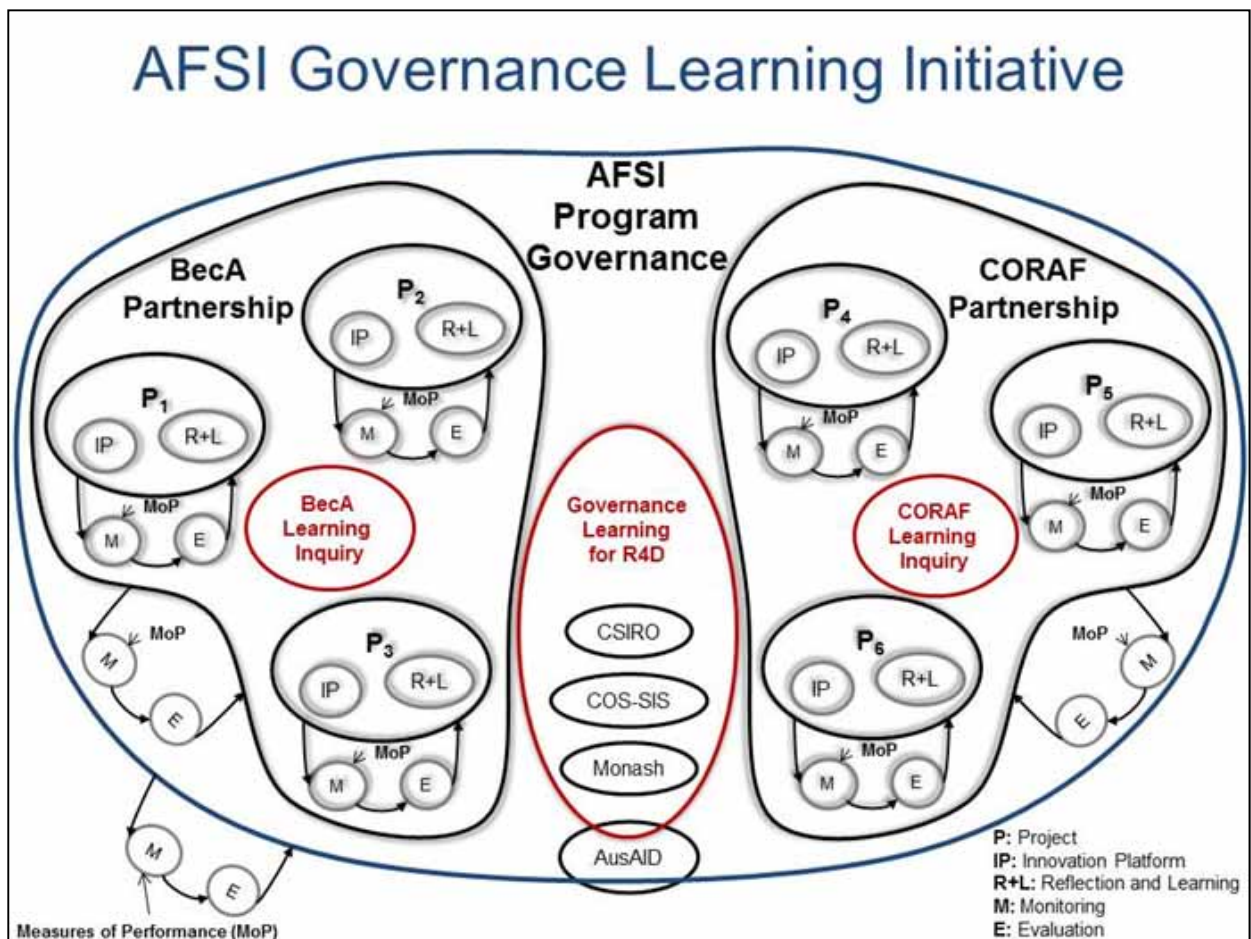 AFSI Governance Learning Initiative
AFSI
Program
Governance
BecA
Partnership
P2
IP
R+L
MoP
M
E
P1
IP
R+L
MoP
M
E
BecA
Learning
Inquiry
MoP
M
E
P3
IP
R+L
MoP
M
E
Governance
Learning
for R4D
CSIRO
COS-SIS
Monash
AusAID
CORAF
Partnership
P4
IP
R+L
MoP
M
E
P5
IP
R+L
MoP
M
E
CORAF
Learning
Inquiry
MoP
M
E
P6
IP
R+L
MoP
M
E
M
E
Measures of Performance (MoP)
P: Project
IP: Innovation Platform
R+L: Reflection and Learning
M: Monitoring
E: Evaluation